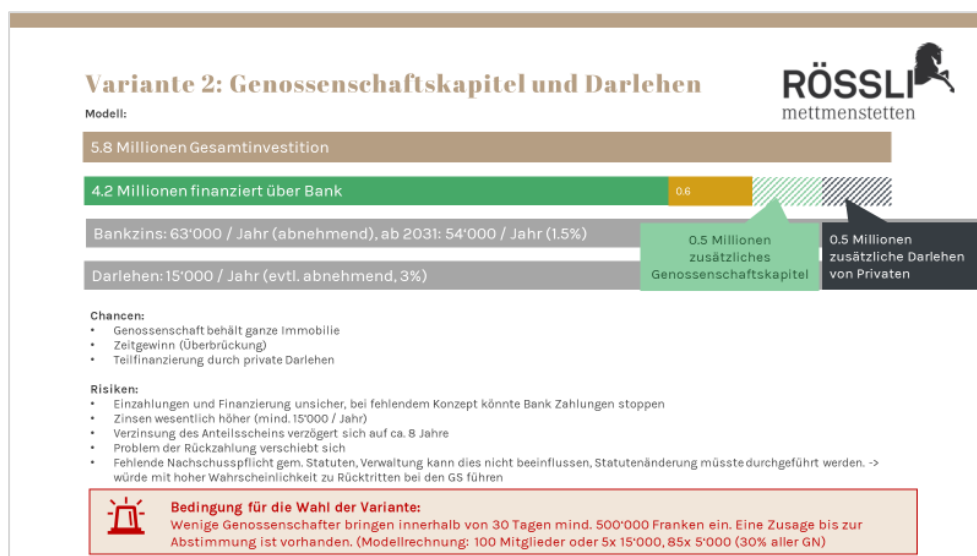 Variante 2: Genossenschaftskapitel und Darlehen
RÖSSLI
mettmenstetten
Modell:
5.8 Millionen Gesamtinvestition
4.2 Millionen finanziert über Bank
0.6
Bankzins: 63‘000 / Jahr (abnehmend), ab 2031: 54‘000 / Jahr (1.5%)
Darlehen: 15‘000 / Jahr (evtl. abnehmend, 3%)
0.5 Millionen
zusätzliches
Genossenschaftskapitel
0.5 Millionen
zusätzliche Darlehen
von Privaten
Chancen:
• Genossenschaft behält ganze Immobilie
• Zeitgewinn (Überbrückung)
• Teilfinanzierung durch private Darlehen
Risiken:
• Einzahlungen und Finanzierung unsicher, bei fehlendem Konzept könnte Bank Zahlungen stoppen
• Zinsen wesentlich höher (mind. 15‘000 / Jahr)
• Verzinsung des Anteilsscheins verzögert sich auf ca. 8 Jahre
• Problem der Rückzahlung verschiebt sich
• Fehlende Nachschusspflicht gem. Statuten, Verwaltung kann dies nicht beeinflussen, Statutenänderung müsste durchgeführt werden. ->
würde mit hoher Wahrscheinlichkeit zu Rücktritten bei den GS führen
Bedingung für die Wahl der Variante:
Wenige Genossenschafter bringen innerhalb von 30 Tagen mind. 500‘000 Franken ein. Eine Zusage bis zur
Abstimmung ist vorhanden. (Modellrechnung: 100 Mitglieder oder 5x 15‘000, 85x 5‘000 (30% aller GN)